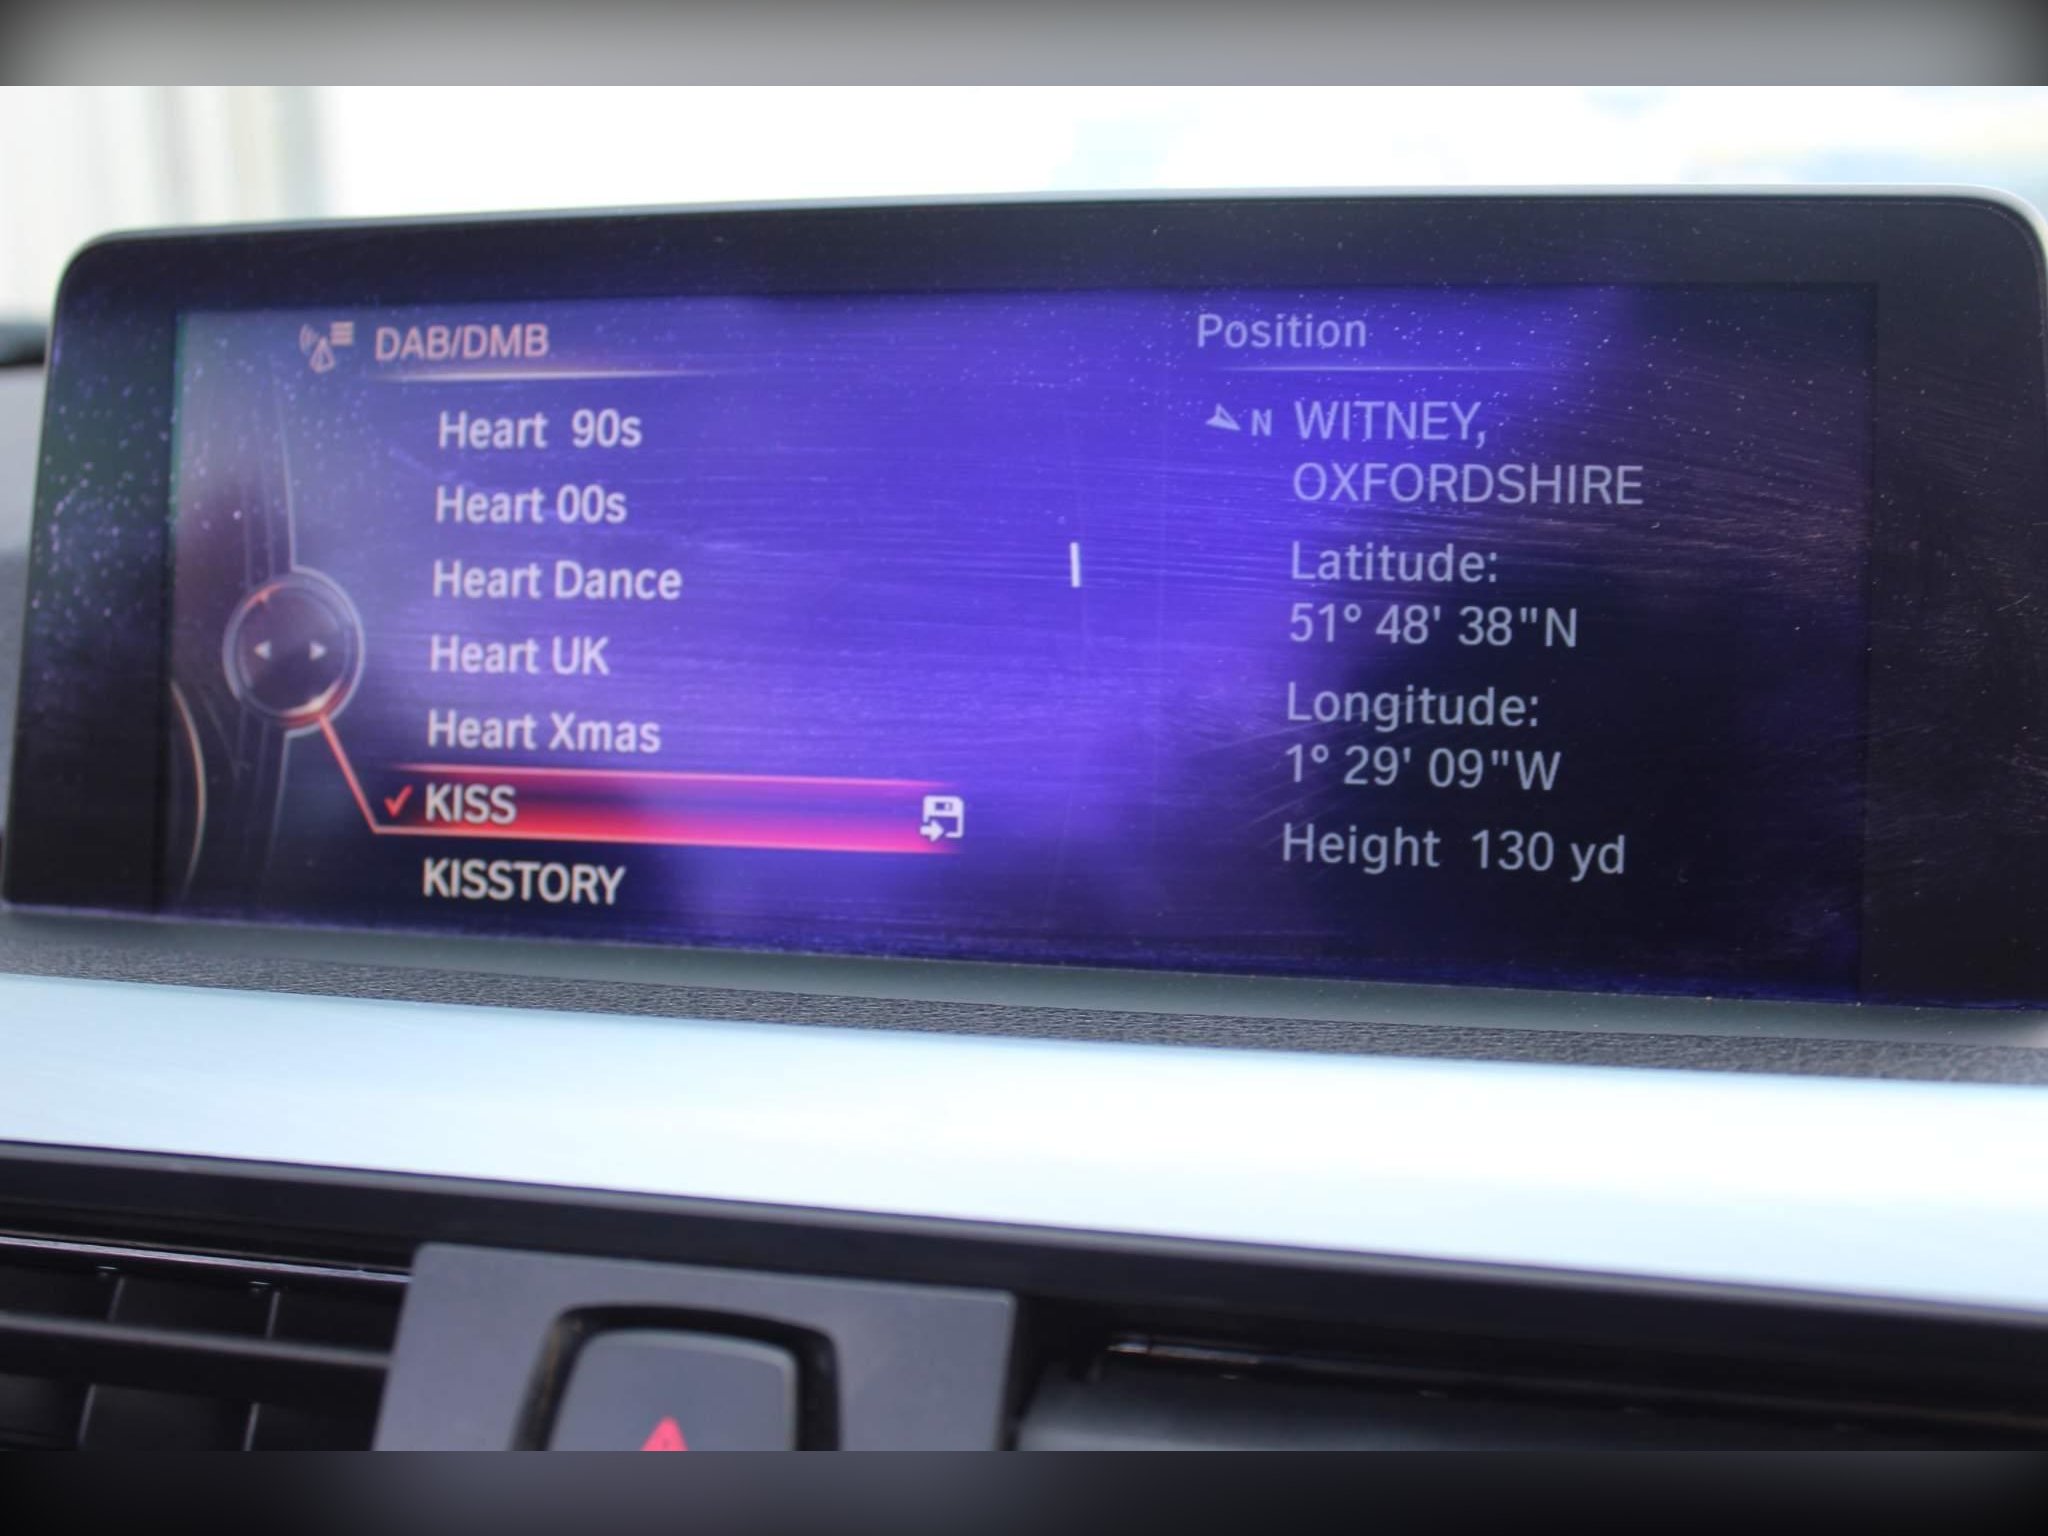 DAB/DMB
Heart 90s
Heart 00s
Heart Dance
Heart UK
Heart Xmas
KISS
KISSTORY
Position
N WITNEY,
OXFORDSHIRE
Latitude:
51° 48' 38"N
Longitude:
1° 29' 09"W
Height 130 yd